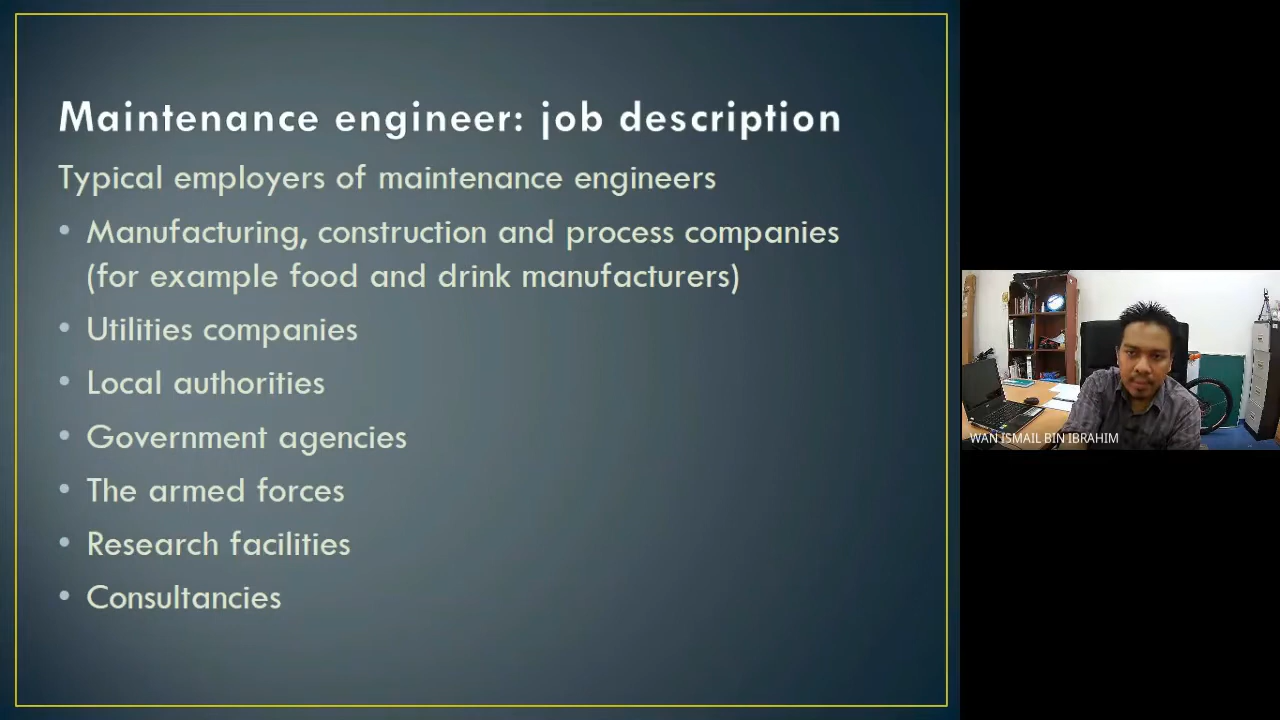 Maintenance engineer: job description
Typical employers of maintenance engineers
• Manufacturing, construction and process companies
(for example food and drink manufacturers)
• Utilities companies
• Local authorities
• Government agencies
• The armed forces
• Research facilities
• Consultancies
WAN ISMAIL BIN IBRAHIM